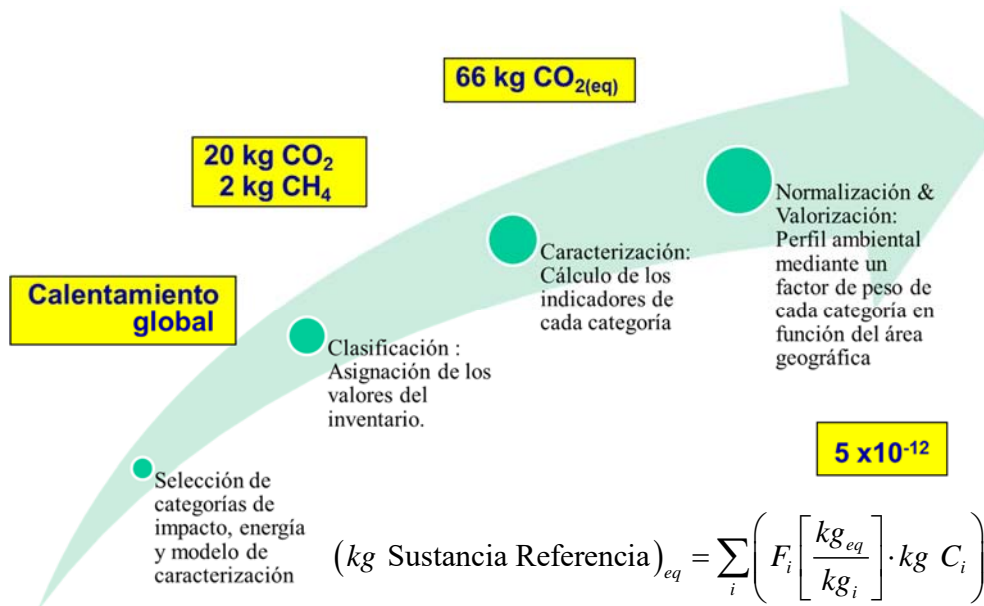 66 kg CO2(eq)
20 kg CO2
2 kg CH4
Calentamiento
global
Selección de
categorías de
impacto, energía
y modelo de
caracterización
Clasificación :
Asignación de los
valores del
inventario.
Caracterización:
Cálculo de los
indicadores de
cada categoría
Normalización &
Valorización:
Perfil ambiental
mediante un
factor de peso de
cada categoría en
función del área
geográfica
5 x10-12
(kg Sustancia Referencia)eq = ∑i (Fi [kgeq / kgi] · kg Ci)